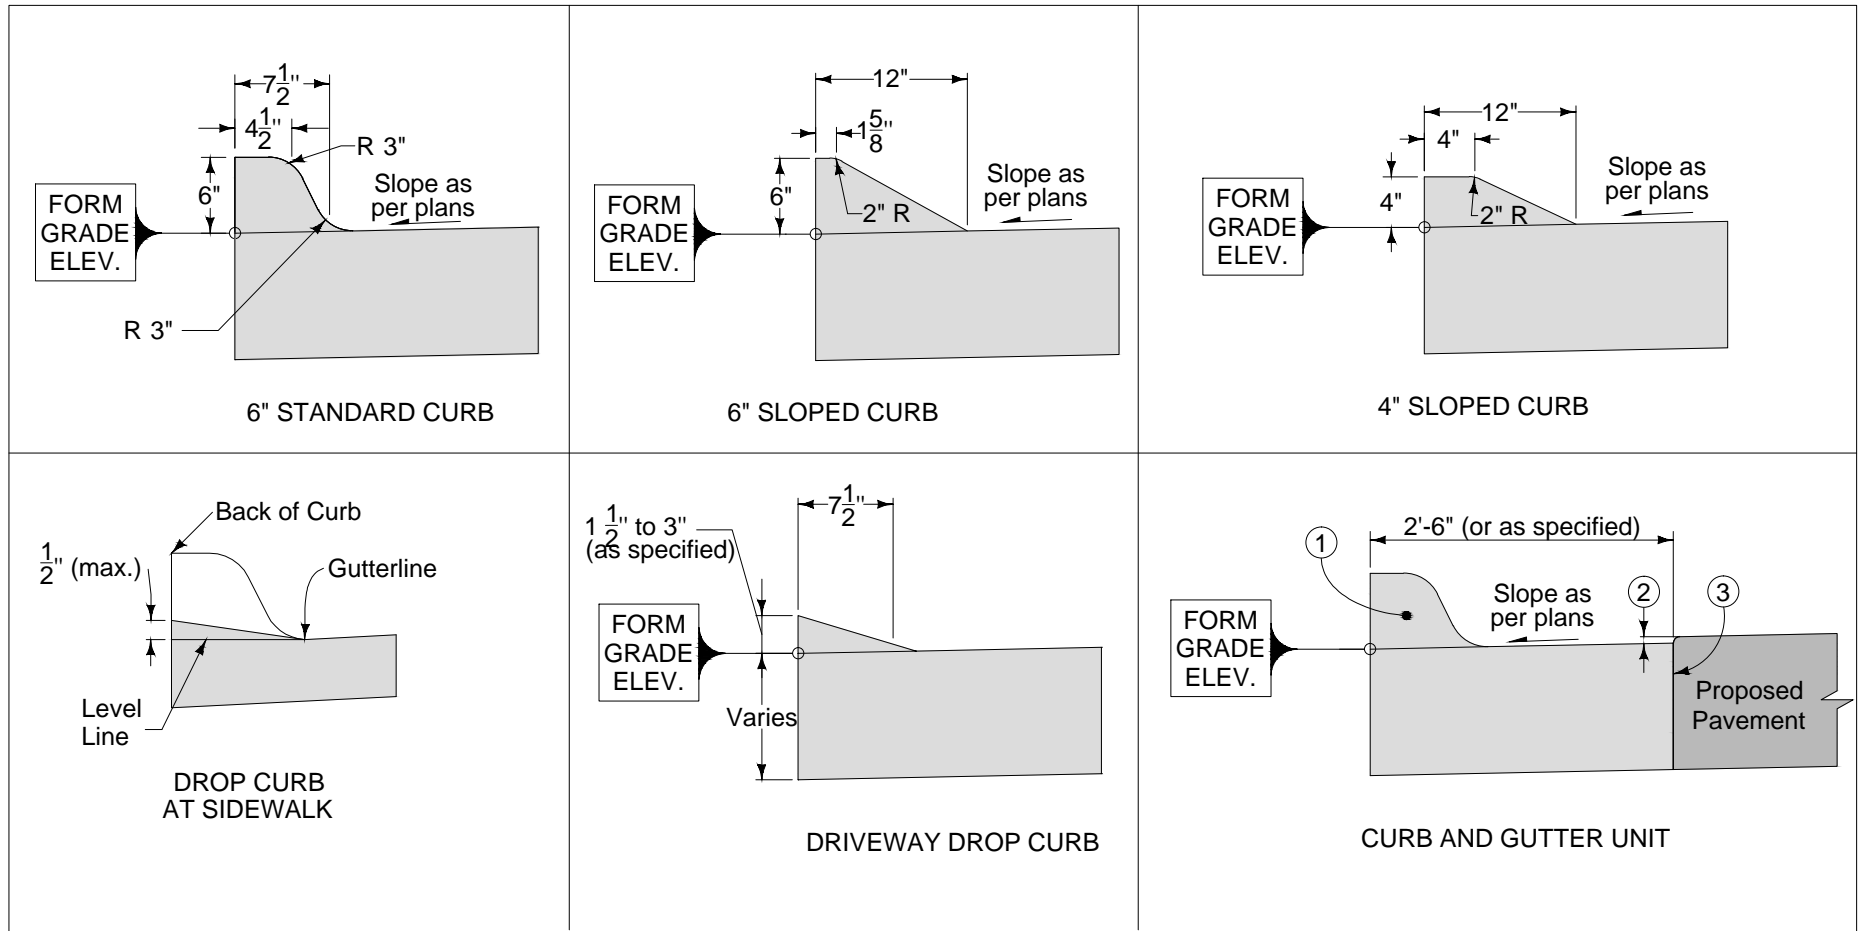 7 1/2"
4 1/2"
R 3"
6"
Slope as
per plans
FORM
GRADE
ELEV.
R 3"
6" STANDARD CURB
12"
1 5/8"
6"
2" R
Slope as
per plans
FORM
GRADE
ELEV.
6" SLOPED CURB
12"
4"
4"
2" R
Slope as
per plans
FORM
GRADE
ELEV.
4" SLOPED CURB
Back of Curb
1/2" (max.)
Gutterline
Level
Line
DROP CURB
AT SIDEWALK
7 1/2"
1 1/2" to 3"
(as specified)
FORM
GRADE
ELEV.
Varies
DRIVEWAY DROP CURB
2'-6" (or as specified)
1
Slope as
per plans
2
3
FORM
GRADE
ELEV.
Proposed
Pavement
CURB AND GUTTER UNIT